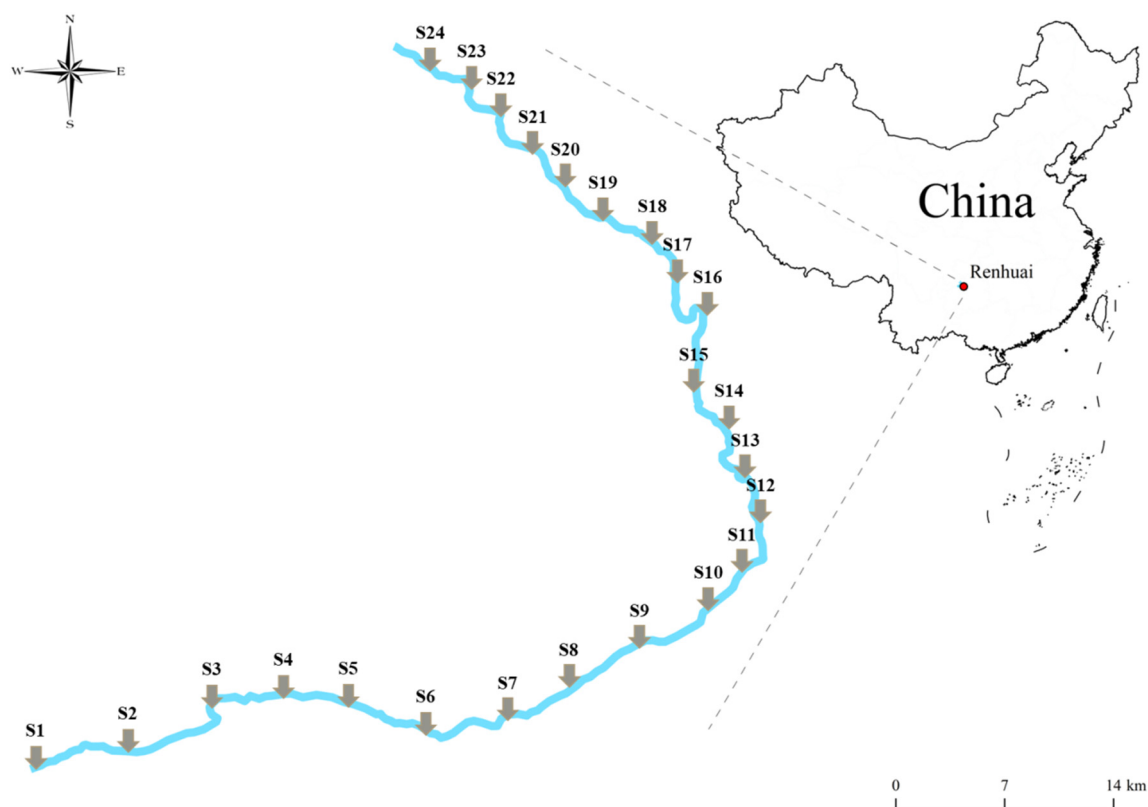 N
W E
S
S24
S23
S22
S21
S20
S19
S18
S17
S16
S15
S14
S13
S12
S11
S10
S9
S8
S7
S6
S5
S4
S3
S2
S1
China
Renhuai
0 7 14 km